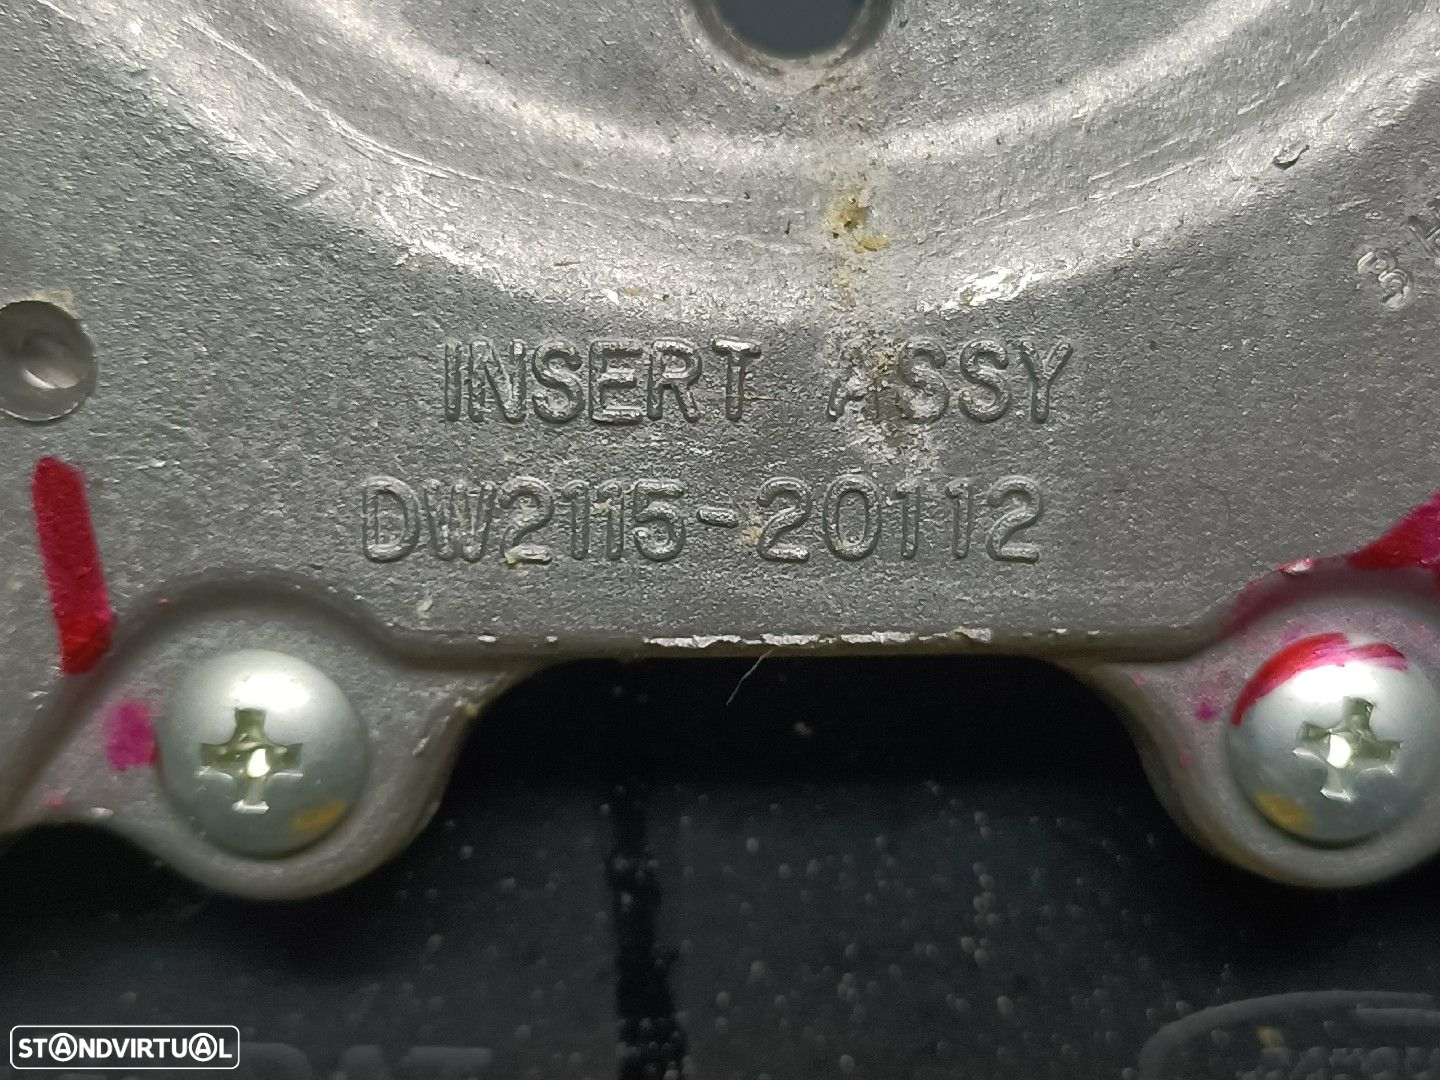 INSERT ASSY
DW2115-20112
STANDVIRTUAL